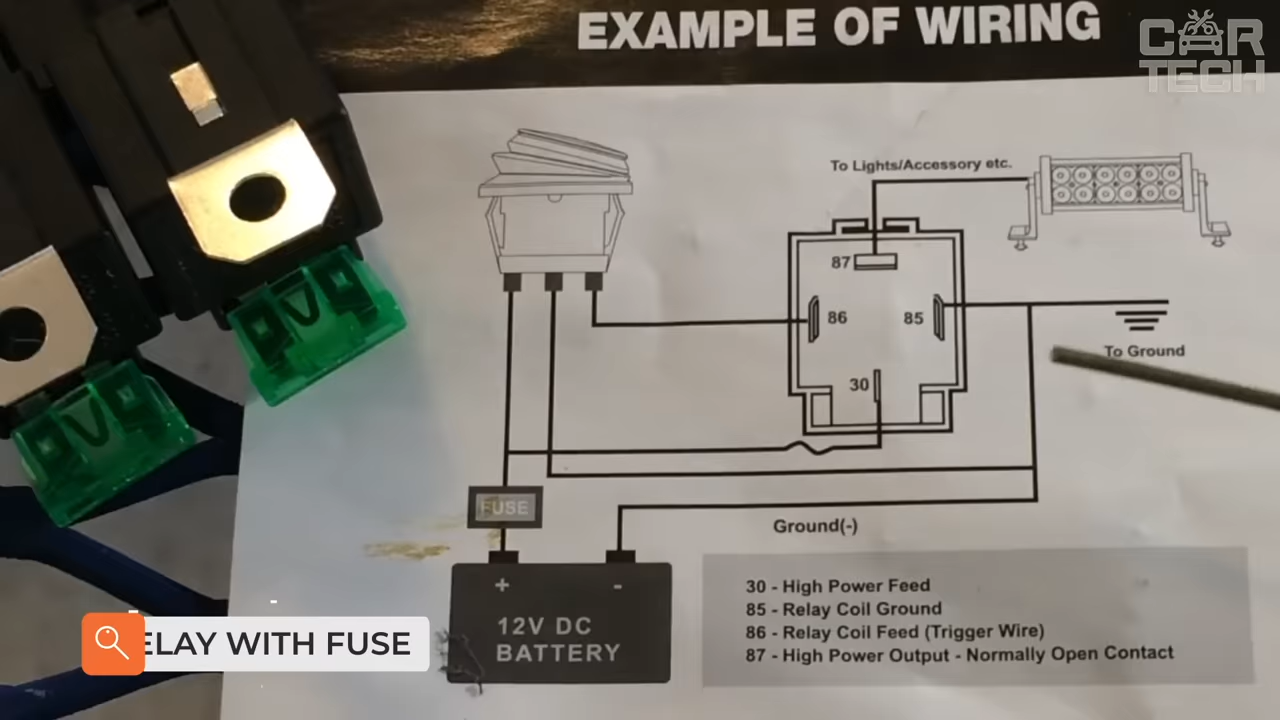 EXAMPLE OF WIRING
CAR
TECH
To Lights/Accessory etc.
87
86
85
30
To Ground
FUSE
Ground(-)
+
-
12V DC
BATTERY
30 - High Power Feed
85 - Relay Coil Ground
86 - Relay Coil Feed (Trigger Wire)
87 - High Power Output - Normally Open Contact
ELAY WITH FUSE